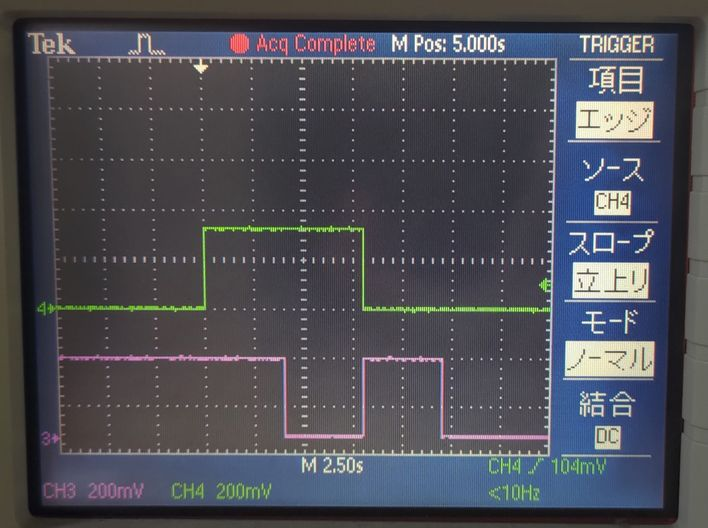 Tek Acq Complete M Pos: 5.000s TRIGGER
項目
エッジ
ソース
CH4
スロープ
立上り
モード
ノーマル
結合
DC
4
3
M 2.50s CH4 104mV
CH3 200mV CH4 200mV <10Hz